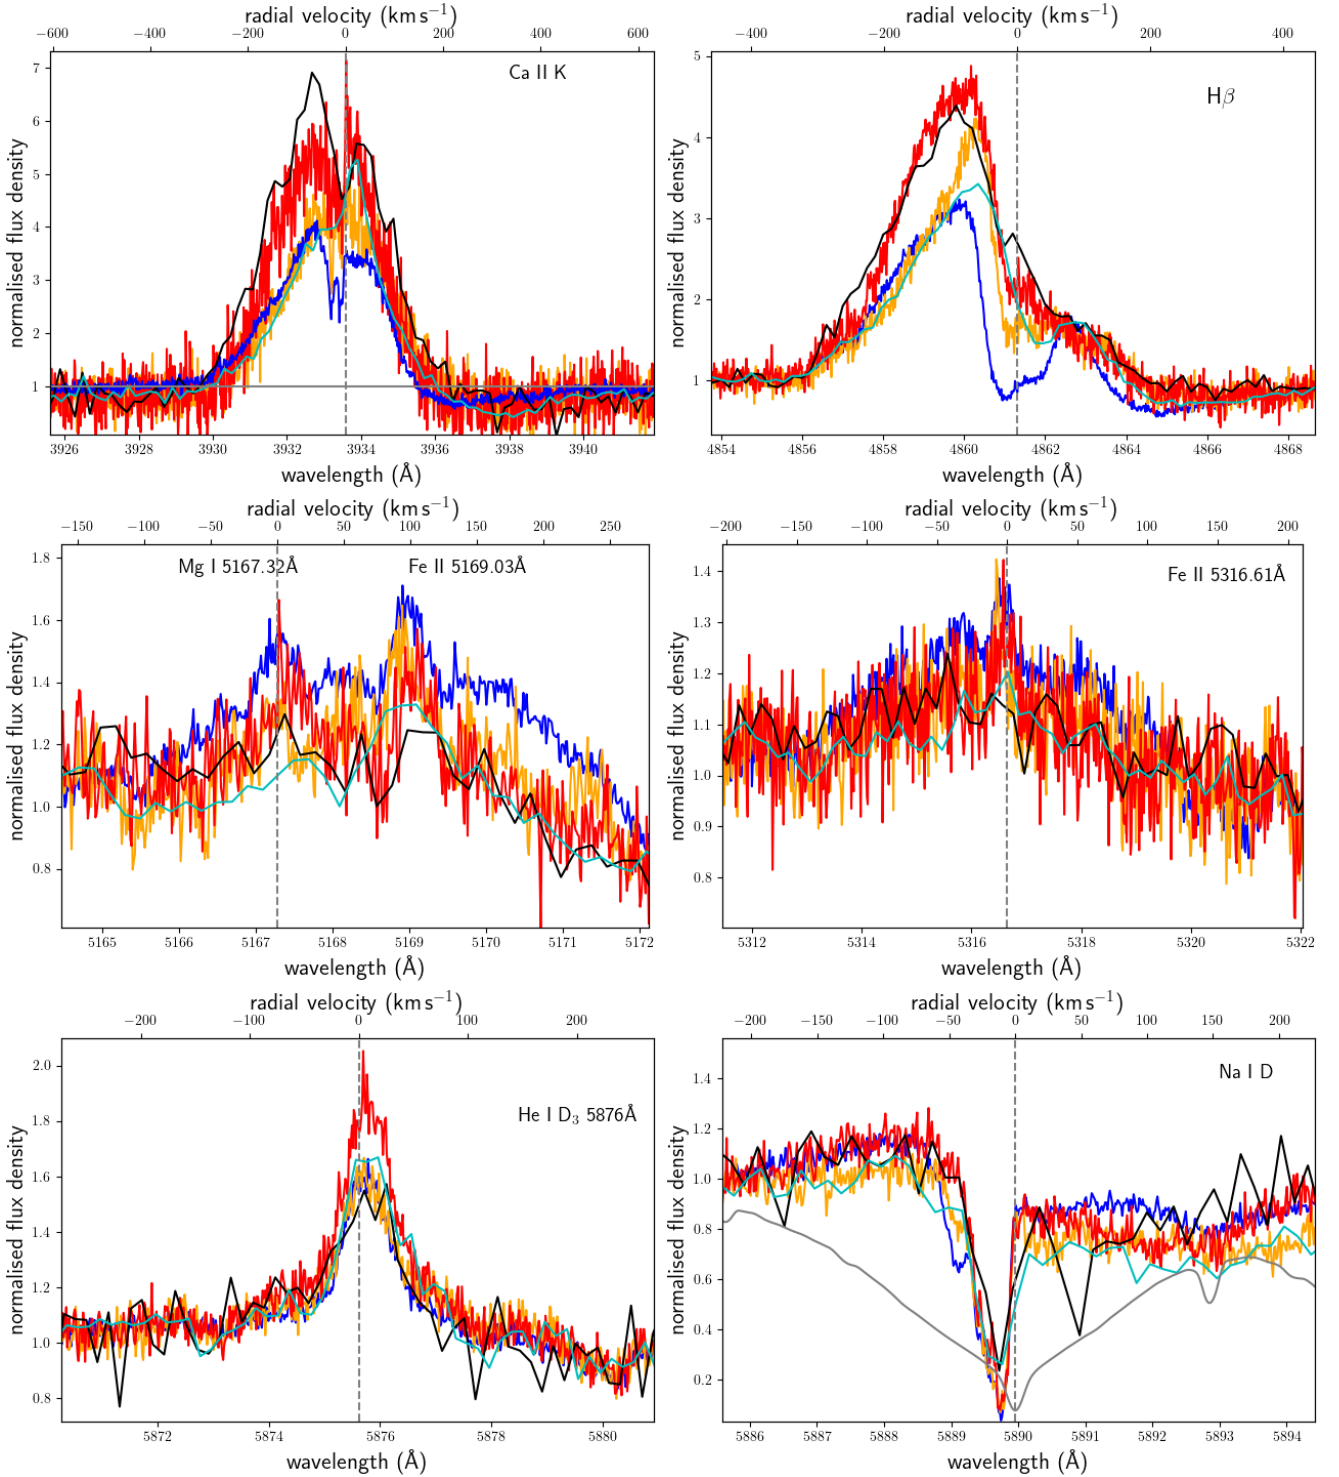 radial velocity (km s⁻¹) radial velocity (km s⁻¹)
−600 −400 −200 0 200 400 600 −400 −200 0 200 400
Ca II K Hβ
normalised flux density normalised flux density
7 6 5 4 3 2 1 5 4 3 2 1
3926 3928 3930 3932 3934 3936 3938 3940 4854 4856 4858 4860 4862 4864 4866 4868
wavelength (Å) wavelength (Å)
radial velocity (km s⁻¹) radial velocity (km s⁻¹)
−150 −100 −50 0 50 100 150 200 250 −200 −150 −100 −50 0 50 100 150 200
Mg I 5167.32Å Fe II 5169.03Å Fe II 5316.61Å
normalised flux density normalised flux density
1.8 1.6 1.4 1.2 1.0 0.8 1.4 1.3 1.2 1.1 1.0 0.9 0.8
5165 5166 5167 5168 5169 5170 5171 5172 5312 5314 5316 5318 5320 5322
wavelength (Å) wavelength (Å)
radial velocity (km s⁻¹) radial velocity (km s⁻¹)
−200 −100 0 100 200 −200 −150 −100 −50 0 50 100 150 200
He I D₃ 5876Å Na I D
normalised flux density normalised flux density
2.0 1.8 1.6 1.4 1.2 1.0 0.8 1.4 1.2 1.0 0.8 0.6 0.4 0.2
5872 5874 5876 5878 5880 5886 5887 5888 5889 5890 5891 5892 5893 5894
wavelength (Å) wavelength (Å)